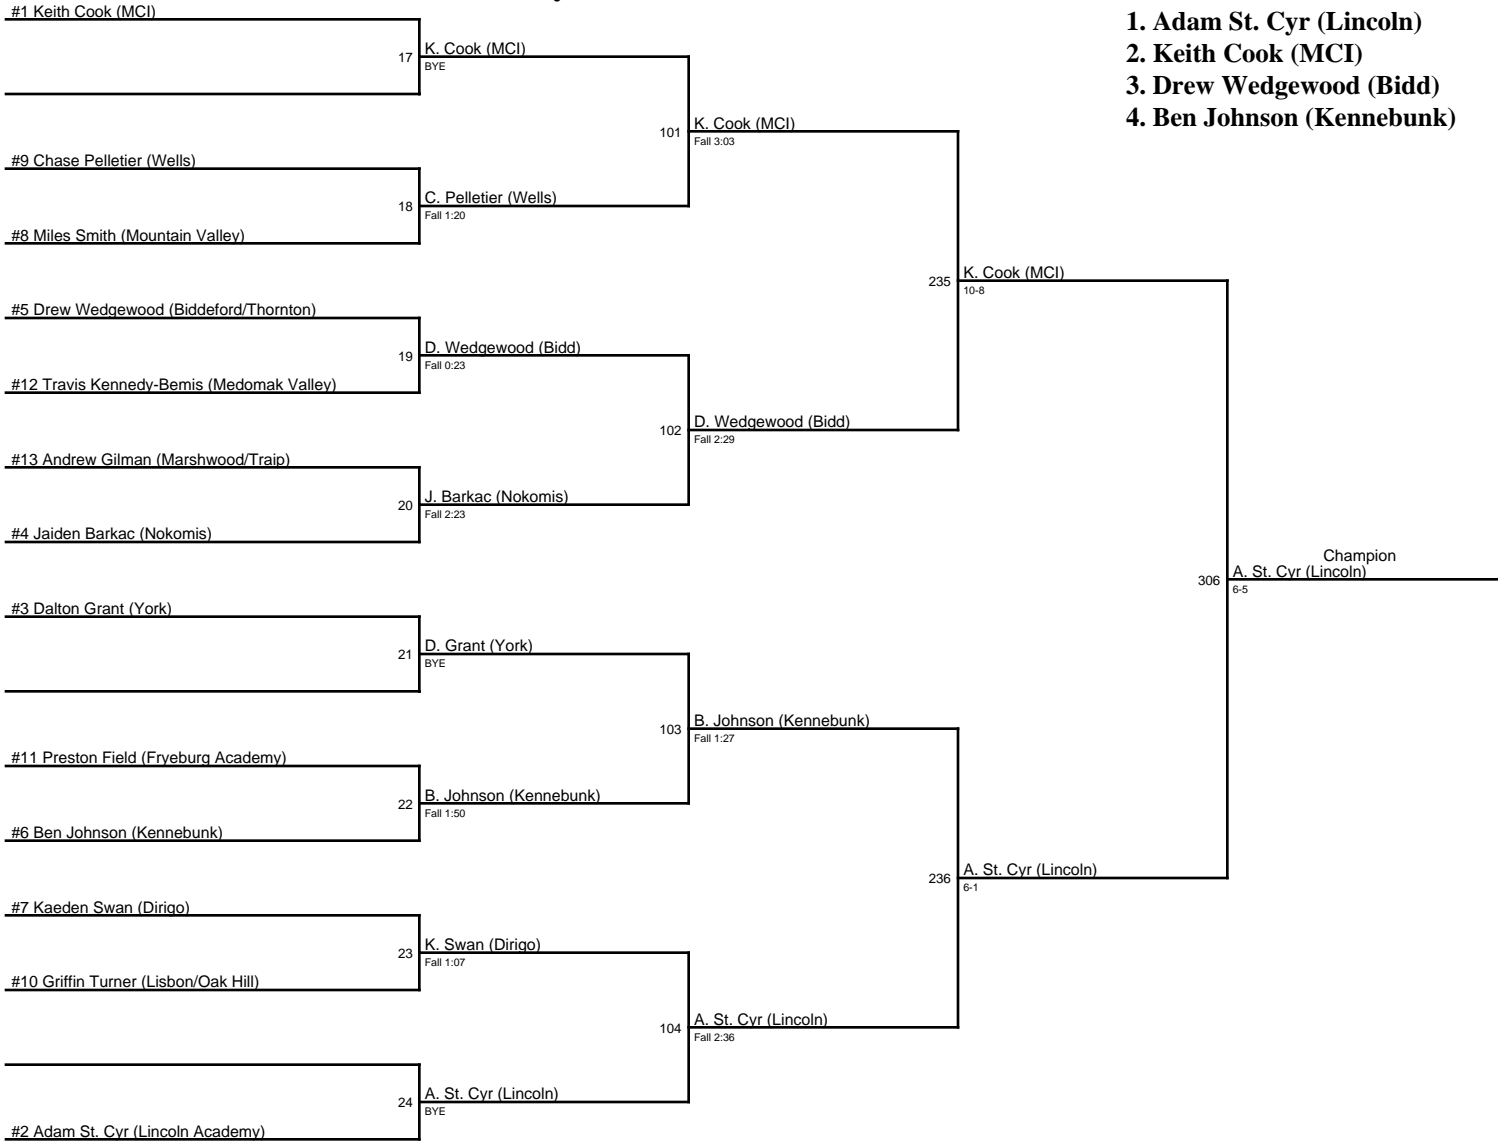 #1 Keith Cook (MCI)
17
K. Cook (MCI)
BYE
#9 Chase Pelletier (Wells)
18
C. Pelletier (Wells)
Fall 1:20
#8 Miles Smith (Mountain Valley)
101
K. Cook (MCI)
Fall 3:03
#5 Drew Wedgewood (Biddeford/Thornton)
19
D. Wedgewood (Bidd)
Fall 0:23
#12 Travis Kennedy-Bemis (Medomak Valley)
102
D. Wedgewood (Bidd)
Fall 2:29
#13 Andrew Gilman (Marshwood/Traip)
20
J. Barkac (Nokomis)
Fall 2:23
#4 Jaiden Barkac (Nokomis)
235
K. Cook (MCI)
10-8
#3 Dalton Grant (York)
21
D. Grant (York)
BYE
103
B. Johnson (Kennebunk)
Fall 1:27
#11 Preston Field (Fryeburg Academy)
22
B. Johnson (Kennebunk)
Fall 1:50
#6 Ben Johnson (Kennebunk)
236
A. St. Cyr (Lincoln)
6-1
#7 Kaeden Swan (Dirigo)
23
K. Swan (Dirigo)
Fall 1:07
#10 Griffin Turner (Lisbon/Oak Hill)
104
A. St. Cyr (Lincoln)
Fall 2:36
24
A. St. Cyr (Lincoln)
BYE
#2 Adam St. Cyr (Lincoln Academy)
Champion
306
A. St. Cyr (Lincoln)
6-5
1. Adam St. Cyr (Lincoln)
2. Keith Cook (MCI)
3. Drew Wedgewood (Bidd)
4. Ben Johnson (Kennebunk)